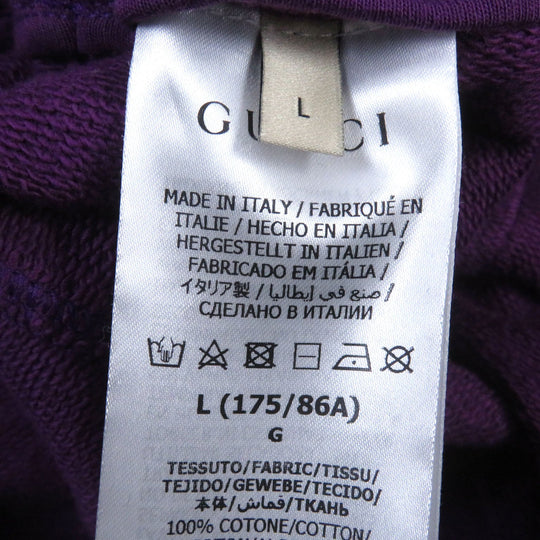 L
GUCCI
MADE IN ITALY / FABRIQUÉ EN
ITALIE / HECHO EN ITALIA /
HERGESTELLT IN ITALIEN /
FABRICADO EM ITÁLIA /
イタリア製 / صنع في إيطاليا /
СДЕЛАНО В ИТАЛИИ
L (175/86A)
G
TESSUTO/FABRIC/TISSU/
TEJIDO/GEWEBE/TECIDO/
本体/قماش/ТКАНЬ
100% COTONE/COTTON/